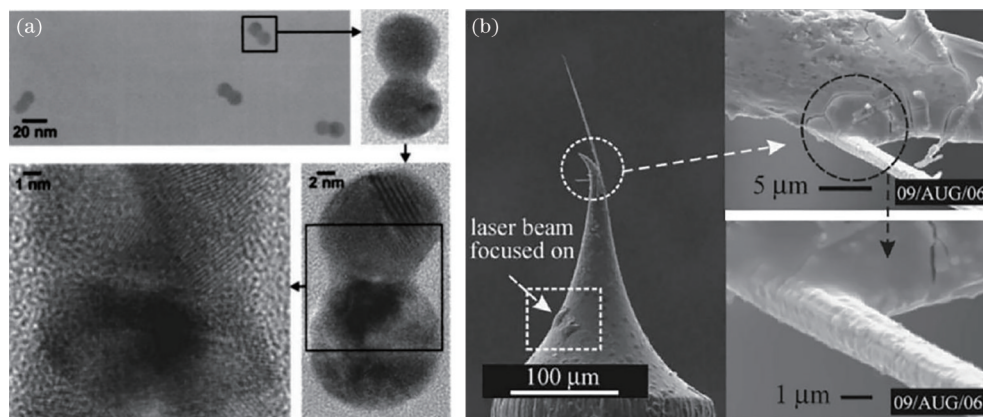 (a)
20 nm
1 nm
2 nm
(b)
laser beam
focused on
100 μm
5 μm
09/AUG/06
1 μm
09/AUG/06